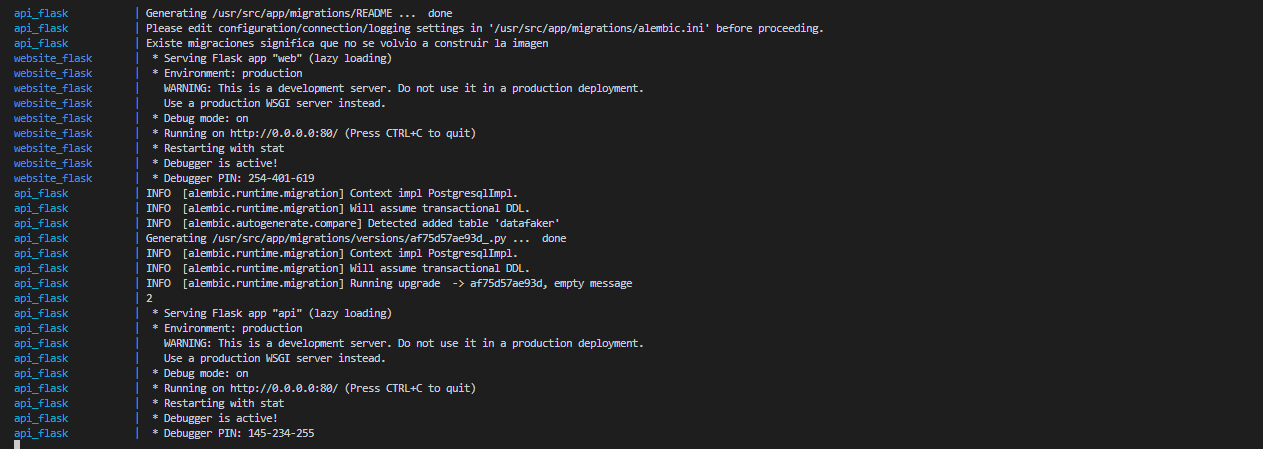 api_flask | Generating /usr/src/app/migrations/README ... done
api_flask | Please edit configuration/connection/logging settings in '/usr/src/app/migrations/alembic.ini' before proceeding.
api_flask | Existe migraciones significa que no se volvio a construir la imagen
website_flask | * Serving Flask app "web" (lazy loading)
website_flask | * Environment: production
website_flask | WARNING: This is a development server. Do not use it in a production deployment.
website_flask | Use a production WSGI server instead.
website_flask | * Debug mode: on
website_flask | * Running on http://0.0.0.0:80/ (Press CTRL+C to quit)
website_flask | * Restarting with stat
website_flask | * Debugger is active!
website_flask | * Debugger PIN: 254-401-619
api_flask | INFO [alembic.runtime.migration] Context impl PostgresqlImpl.
api_flask | INFO [alembic.runtime.migration] Will assume transactional DDL.
api_flask | INFO [alembic.autogenerate.compare] Detected added table 'datafaker'
api_flask | Generating /usr/src/app/migrations/versions/af75d57ae93d_.py ... done
api_flask | INFO [alembic.runtime.migration] Context impl PostgresqlImpl.
api_flask | INFO [alembic.runtime.migration] Will assume transactional DDL.
api_flask | INFO [alembic.runtime.migration] Running upgrade -> af75d57ae93d, empty message
api_flask | 2
api_flask | * Serving Flask app "api" (lazy loading)
api_flask | * Environment: production
api_flask | WARNING: This is a development server. Do not use it in a production deployment.
api_flask | Use a production WSGI server instead.
api_flask | * Debug mode: on
api_flask | * Running on http://0.0.0.0:80/ (Press CTRL+C to quit)
api_flask | * Restarting with stat
api_flask | * Debugger is active!
api_flask | * Debugger PIN: 145-234-255